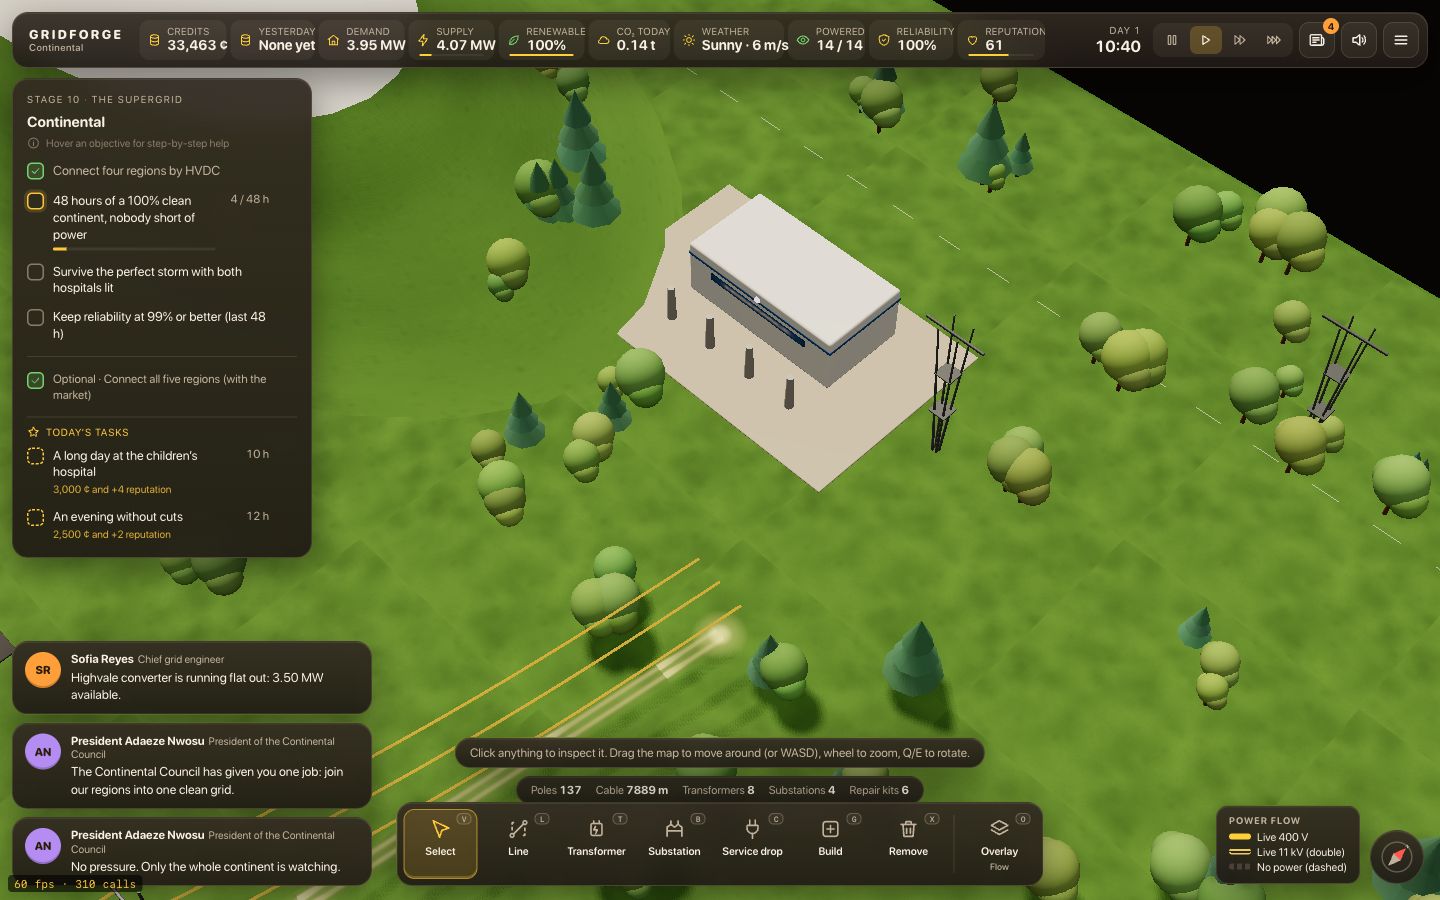 GRIDFORGE
Continental
CREDITS
33,463 ¢
YESTERDAY
None yet
DEMAND
3.95 MW
SUPPLY
4.07 MW
RENEWABLE
100%
CO₂ TODAY
0.14 t
WEATHER
Sunny · 6 m/s
POWERED
14 / 14
RELIABILITY
100%
REPUTATION
61
DAY 1
10:40
4
STAGE 10 · THE SUPERGRID
Continental
Hover an objective for step-by-step help
Connect four regions by HVDC
48 hours of a 100% clean
continent, nobody short of
power
4 / 48 h
Survive the perfect storm with both
hospitals lit
Keep reliability at 99% or better (last 48
h)
Optional · Connect all five regions (with the
market)
TODAY'S TASKS
A long day at the children's
hospital
10 h
3,000 ¢ and +4 reputation
An evening without cuts
12 h
2,500 ¢ and +2 reputation
SR
Sofia Reyes Chief grid engineer
Highvale converter is running flat out: 3.50 MW
available.
AN
President Adaeze Nwosu President of the Continental
Council
The Continental Council has given you one job: join
our regions into one clean grid.
AN
President Adaeze Nwosu President of the Continental
Council
No pressure. Only the whole continent is watching.
60 fps · 310 calls
Click anything to inspect it. Drag the map to move around (or WASD), wheel to zoom, Q/E to rotate.
Poles 137 Cable 7889 m Transformers 8 Substations 4 Repair kits 6
V
Select
L
Line
T
Transformer
B
Substation
C
Service drop
G
Build
X
Remove
O
Overlay
Flow
POWER FLOW
Live 400 V
Live 11 kV (double)
No power (dashed)